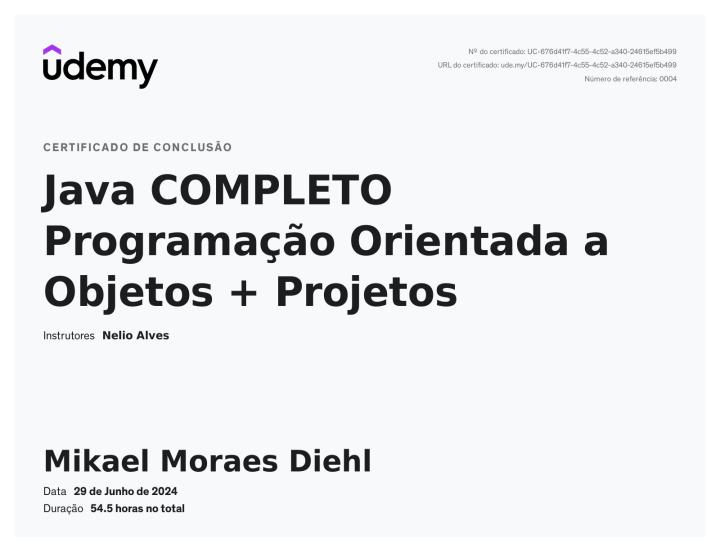 udemy
Nº do certificado: UC-676d41f7-4c55-4c52-a340-24615ef5b499
URL do certificado: ude.my/UC-676d41f7-4c55-4c52-a340-24615ef5b499
Número de referência: 0004
CERTIFICADO DE CONCLUSÃO
Java COMPLETO
Programação Orientada a
Objetos + Projetos
Instrutores Nelio Alves
Mikael Moraes Diehl
Data 29 de Junho de 2024
Duração 54.5 horas no total